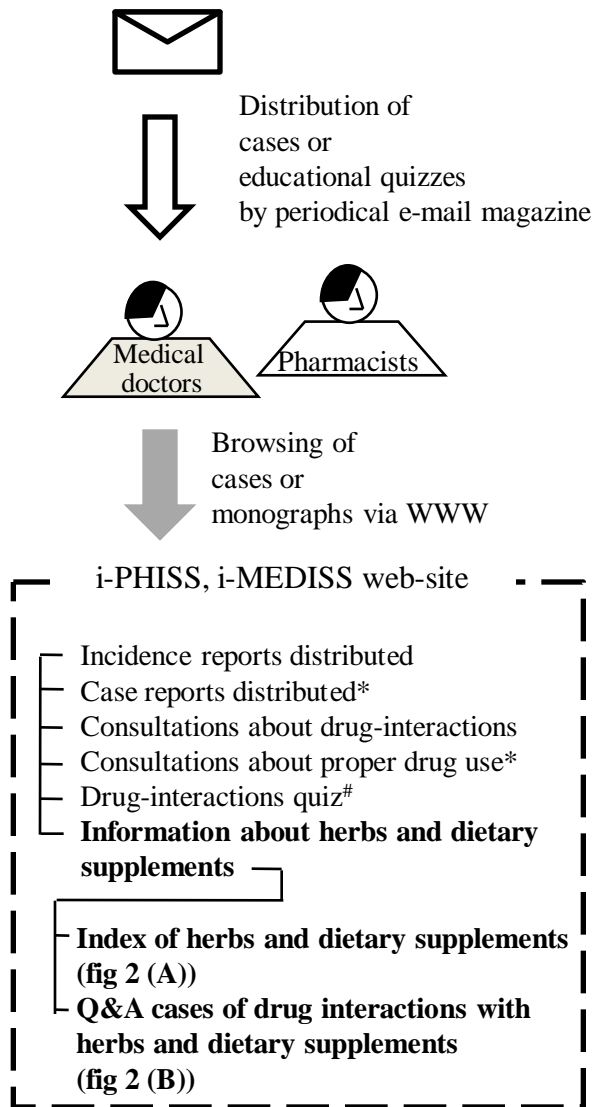 Distribution of
cases or
educational quizzes
by periodical e-mail magazine
Medical
doctors
Pharmacists
Browsing of
cases or
monographs via WWW
i-PHISS, i-MEDISS web-site
Incidence reports distributed
Case reports distributed*
Consultations about drug-interactions
Consultations about proper drug use*
Drug-interactions quiz#
Information about herbs and dietary
supplements
Index of herbs and dietary supplements
(fig 2 (A))
Q&A cases of drug interactions with
herbs and dietary supplements
(fig 2 (B))